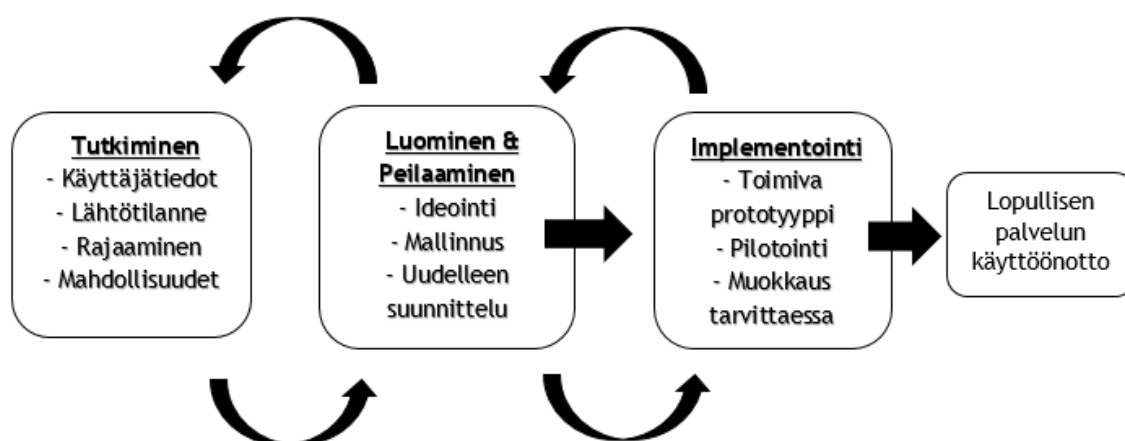 Tutkiminen
- Käyttäjätiedot
- Lähtötilanne
- Rajaaminen
- Mahdollisuudet
Luominen &
Peilaaminen
- Ideointi
- Mallinnus
- Uudelleen
suunnittelu
Implementointi
- Toimiva
prototyyppi
- Pilotointi
- Muokkaus
tarvittaessa
Lopullisen
palvelun
käyttöönotto